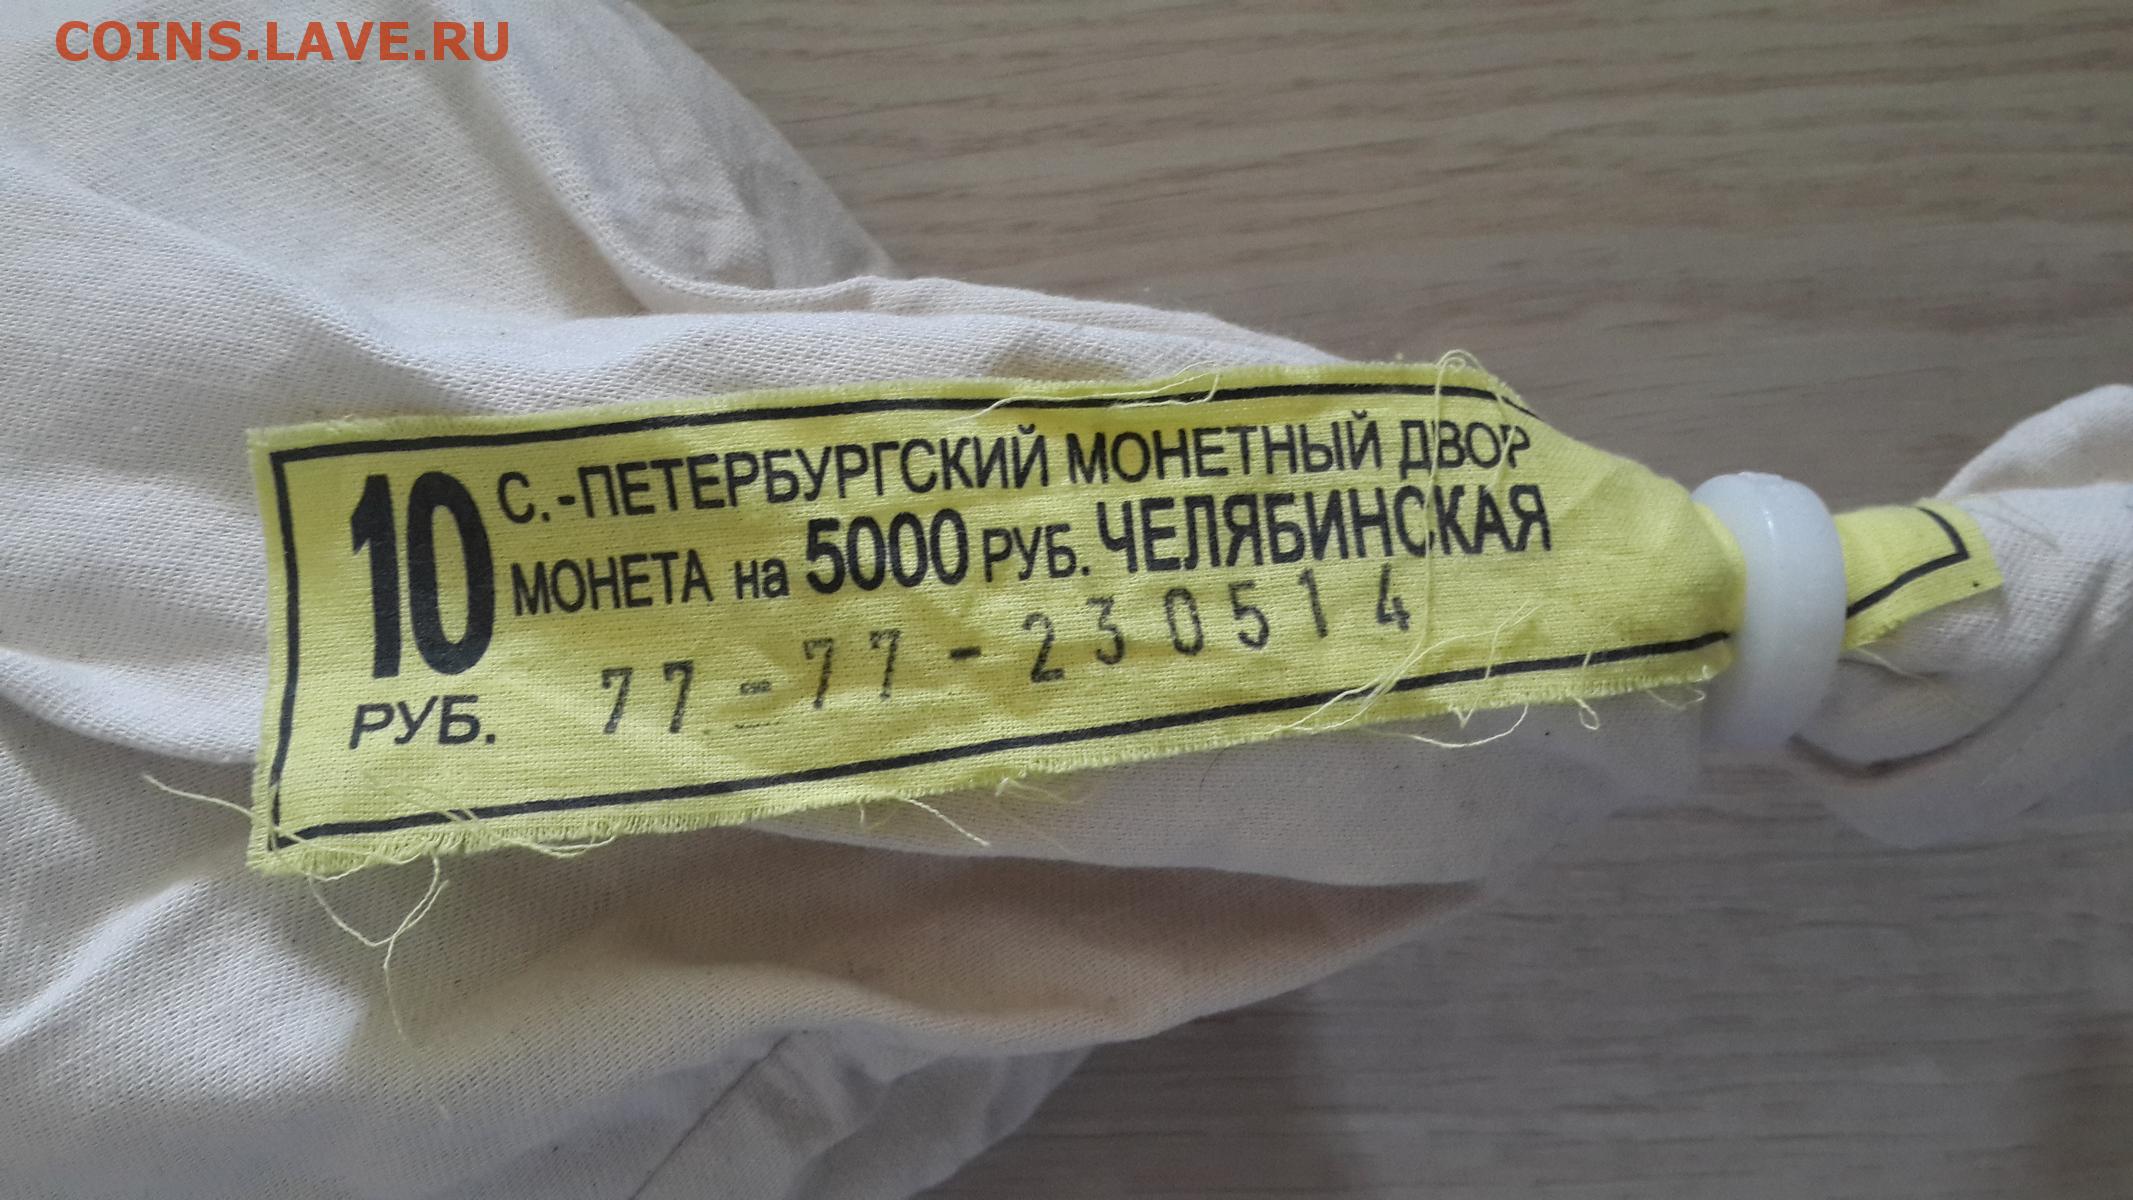 COINS.LAVE.RU
10 РУБ.
С.-ПЕТЕРБУРГСКИЙ МОНЕТНЫЙ ДВОР
МОНЕТА на 5000 РУБ. ЧЕЛЯБИНСКАЯ
77-77-230514